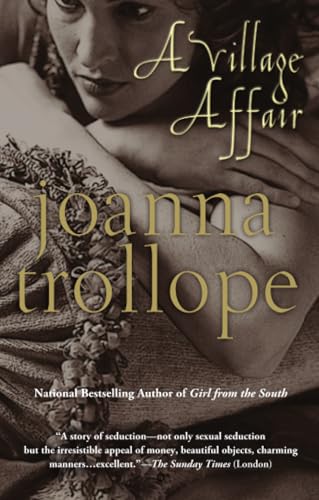 A Village
Affair
joanna
trollope
National Bestselling Author of Girl from the South
"A story of seduction—not only sexual seduction
but the irresistible appeal of money, beautiful objects, charming
manners...excellent."—The Sunday Times (London)